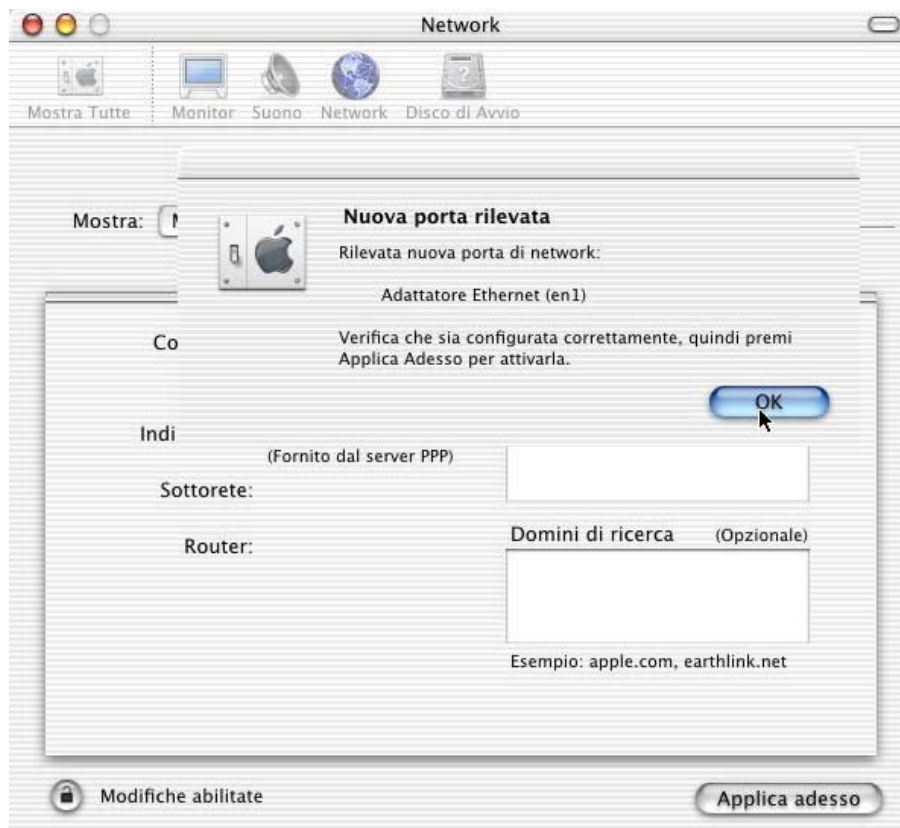 Network
Mostra Tutte Monitor Suono Network Disco di Avvio
Mostra:
Nuova porta rilevata
Rilevata nuova porta di network:
Adattatore Ethernet (en1)
Verifica che sia configurata correttamente, quindi premi
Applica Adesso per attivarla.
OK
Co
Indi
(Fornito dal server PPP)
Sottorete:
Router:
Domini di ricerca (Opzionale)
Esempio: apple.com, earthlink.net
Modifiche abilitate
Applica adesso